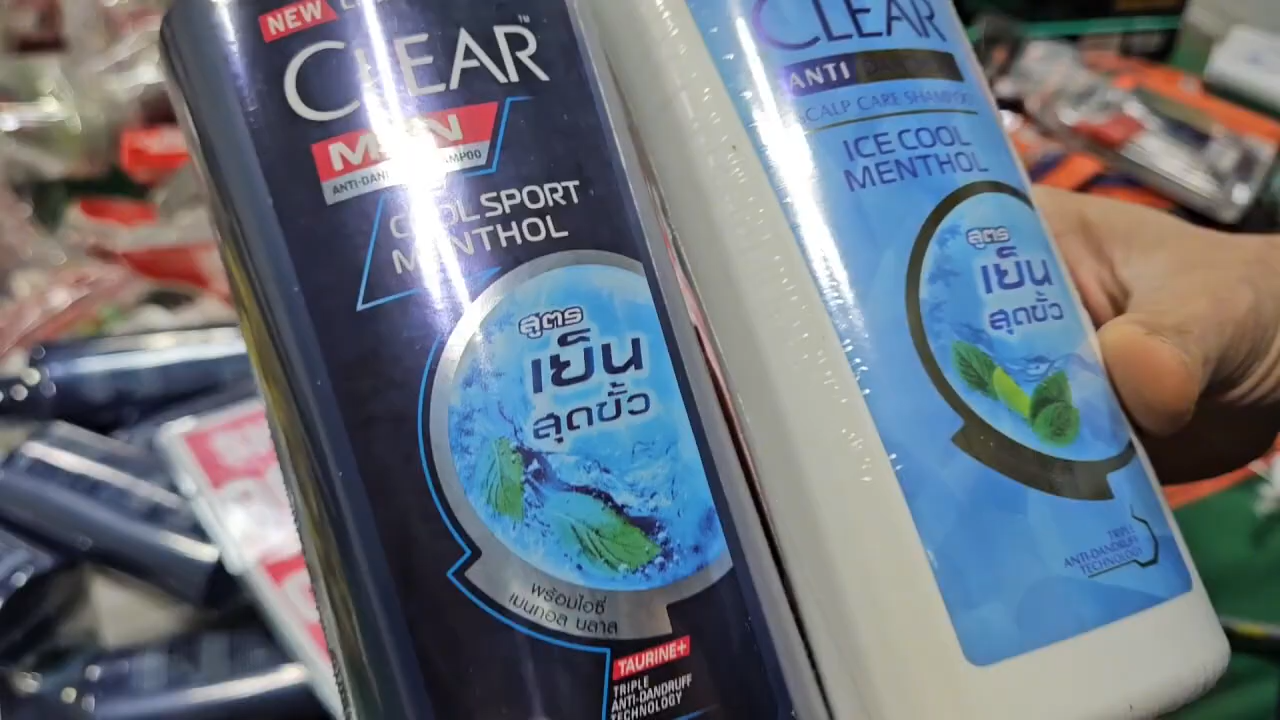 NEW
CLEAR
MEN
ANTI-DANDRUFF SHAMPOO
COOL SPORT
MENTHOL
สูตร
เย็น
สุดขั้ว
พร้อมไอซ์
เมนทอล บลาส
TAURINE+
TRIPLE
ANTI-DANDRUFF
TECHNOLOGY
CLEAR
ANTI
SCALP CARE SHAMPOO
ICE COOL
MENTHOL
สูตร
เย็น
สุดขั้ว
TRIPLE
ANTI-DANDRUFF
TECHNOLOGY